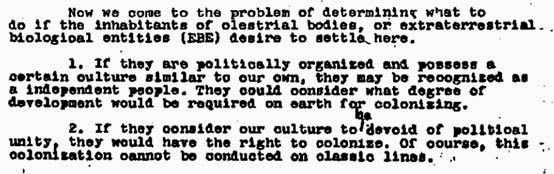 Now we come to the problem of determining what to
do if the inhabitants of olestrial bodies, or extraterrestrial
biological entities (EBE) desire to settle here.
1. If they are politically organized and possess a
certain culture similar to our own, they may be recognized as
a independent people. They could consider what degree of
development would be required on earth for colonizing.
be
2. If they consider our culture to devoid of political
unity, they would have the right to colonize. Of course, this
colonization cannot be conducted on classic lines.